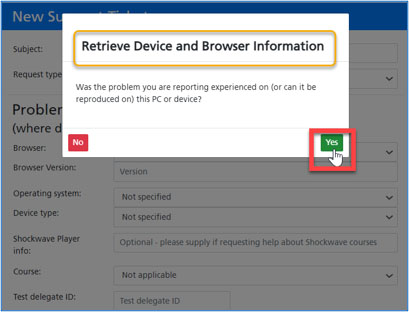 New Su
Subject:
Retrieve Device and Browser Information
Request type
Was the problem you are reporting experienced on (or can it be
reproduced on) this PC or device?
Proble
(where d
No
Yes
Browser:
Browser Version:
Version
Operating system:
Not specified
Device type:
Not specified
Shockwave Player
info:
Optional - please supply if requesting help about Shockwave courses
Course:
Not applicable
Test delegate ID:
Test delegate ID